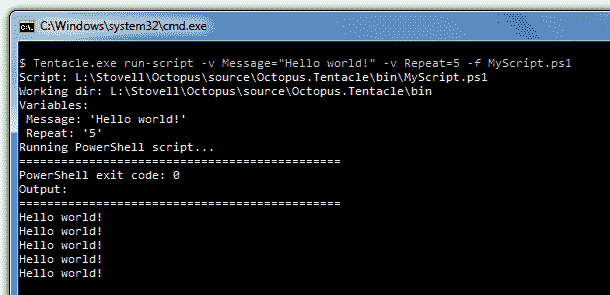 C:\Windows\system32\cmd.exe
$ Tentacle.exe run-script -v Message="Hello world!" -v Repeat=5 -f MyScript.ps1
Script: L:\Stovell\Octopus\source\Octopus.Tentacle\bin\MyScript.ps1
Working dir: L:\Stovell\Octopus\source\Octopus.Tentacle\bin
Variables:
 Message: 'Hello world!'
 Repeat: '5'
Running PowerShell script...
=============================================
PowerShell exit code: 0
Output:
=============================================
Hello world!
Hello world!
Hello world!
Hello world!
Hello world!